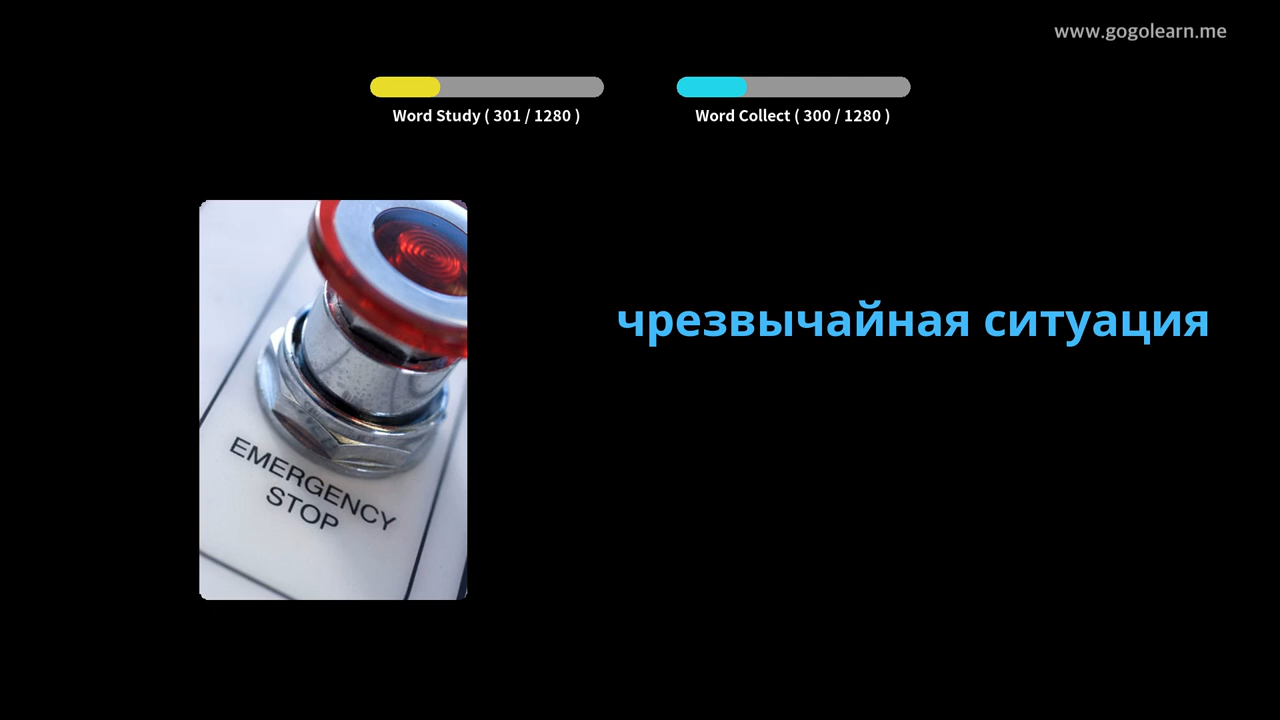 www.gogolearn.me
Word Study ( 301 / 1280 )
Word Collect ( 300 / 1280 )
чрезвычайная ситуация
EMERGENCY
STOP